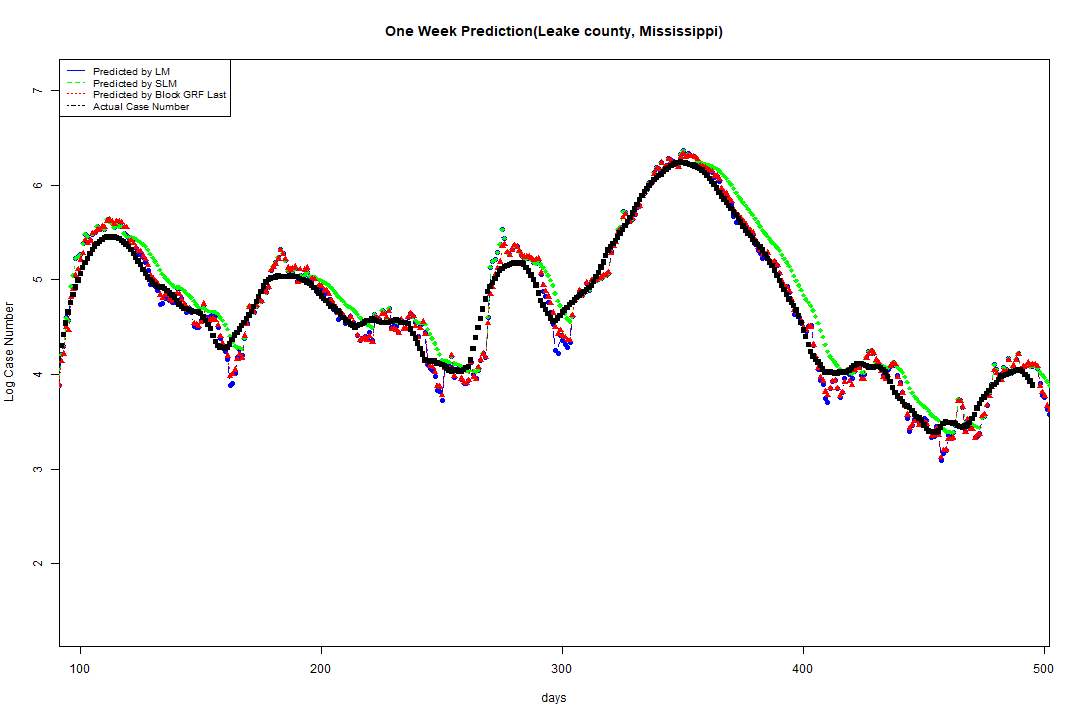 One Week Prediction(Leake county, Mississippi)
Predicted by LM
Predicted by SLM
Predicted by Block GRF Last
Actual Case Number
7
6
5
4
3
2
Log Case Number
100 200 300 400 500
days